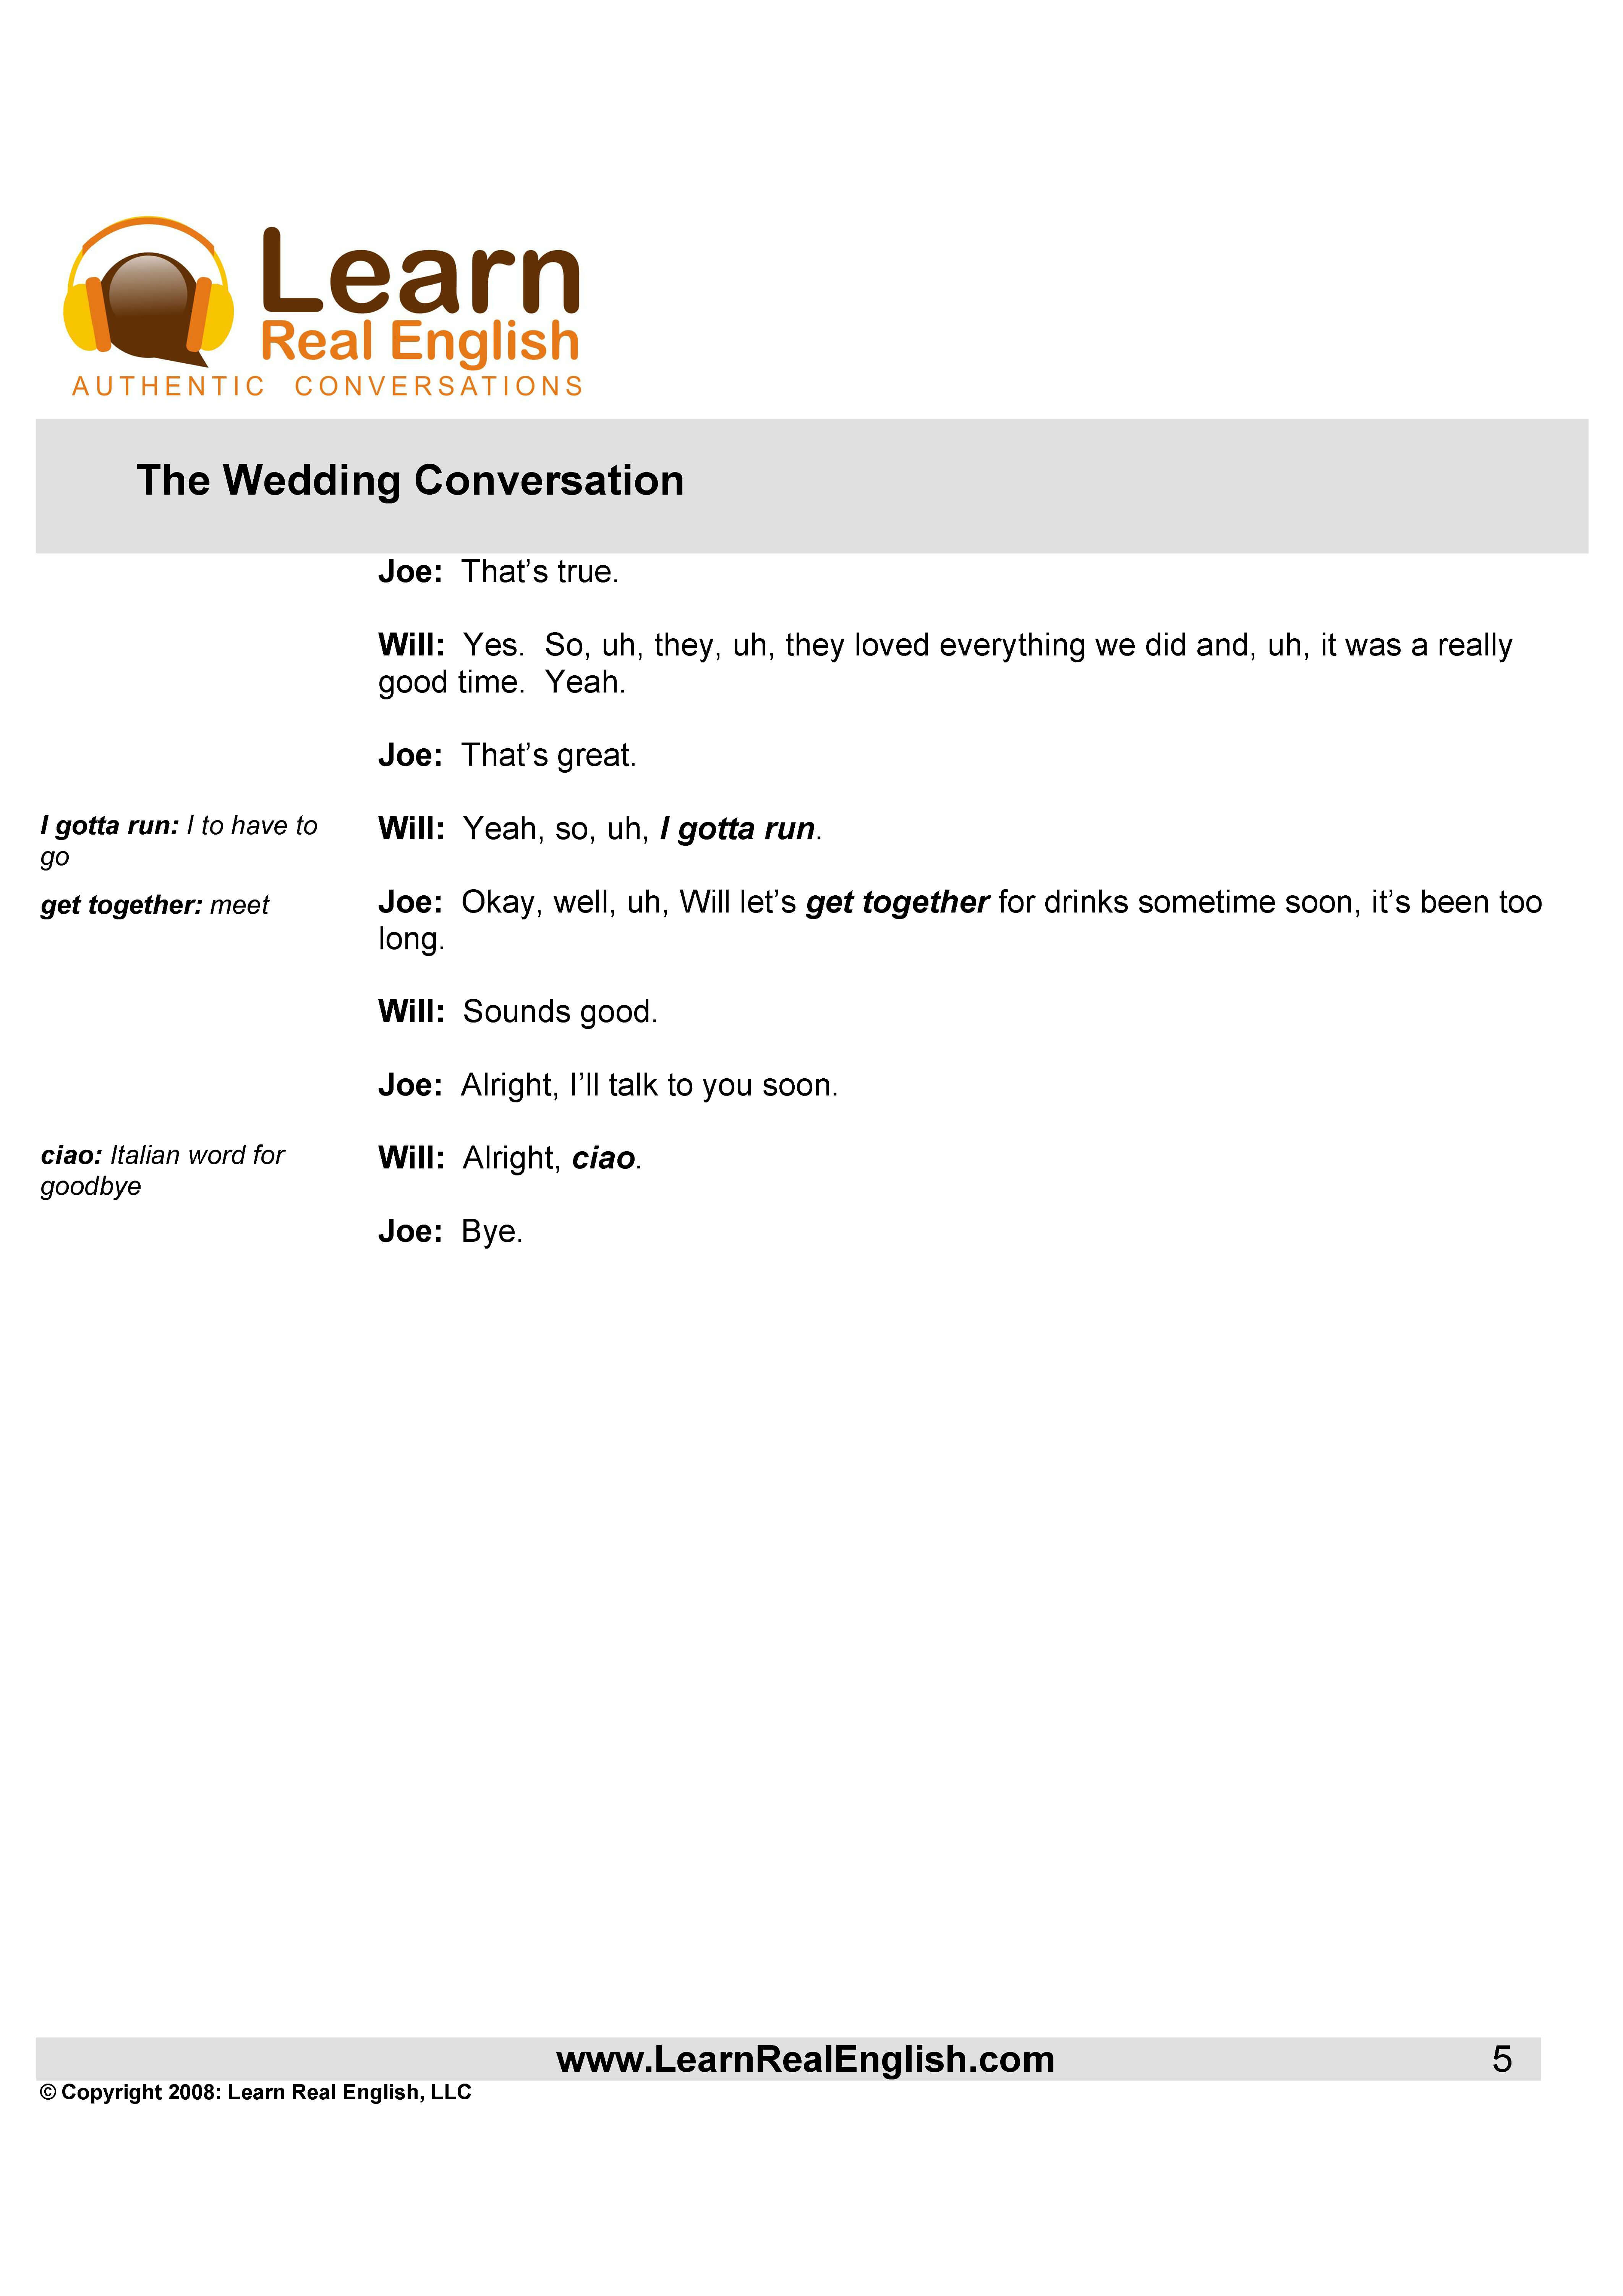 Learn
Real English
AUTHENTIC CONVERSATIONS
The Wedding Conversation
Joe: That’s true.
Will: Yes. So, uh, they, uh, they loved everything we did and, uh, it was a really
good time. Yeah.
Joe: That’s great.
I gotta run: I to have to
go
Will: Yeah, so, uh, I gotta run.
get together: meet
Joe: Okay, well, uh, Will let’s get together for drinks sometime soon, it’s been too
long.
Will: Sounds good.
Joe: Alright, I’ll talk to you soon.
ciao: Italian word for
goodbye
Will: Alright, ciao.
Joe: Bye.
www.LearnRealEnglish.com 5
© Copyright 2008: Learn Real English, LLC